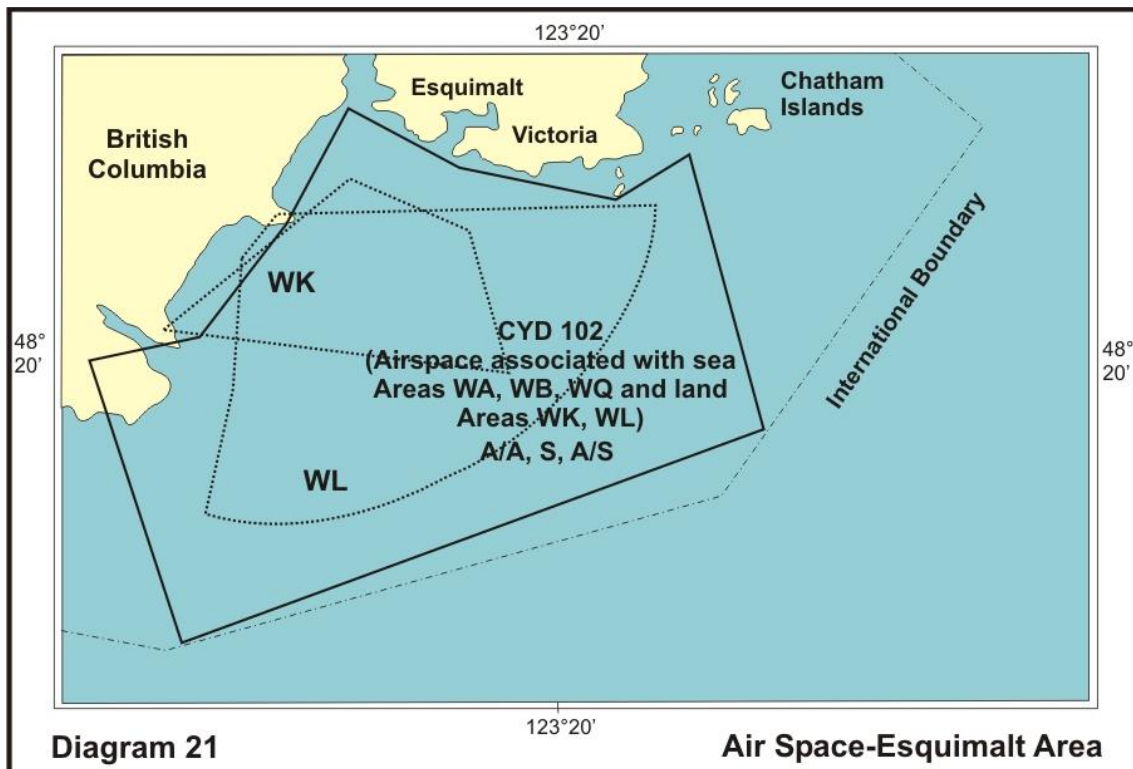 123°20’
Esquimalt
Chatham
Islands
British
Columbia
Victoria
International Boundary
WK
48°
20’
CYD 102
(Airspace associated with sea
Areas WA, WB, WQ and land
Areas WK, WL)
A/A, S, A/S
48°
20’
WL
123°20’
Diagram 21
Air Space-Esquimalt Area